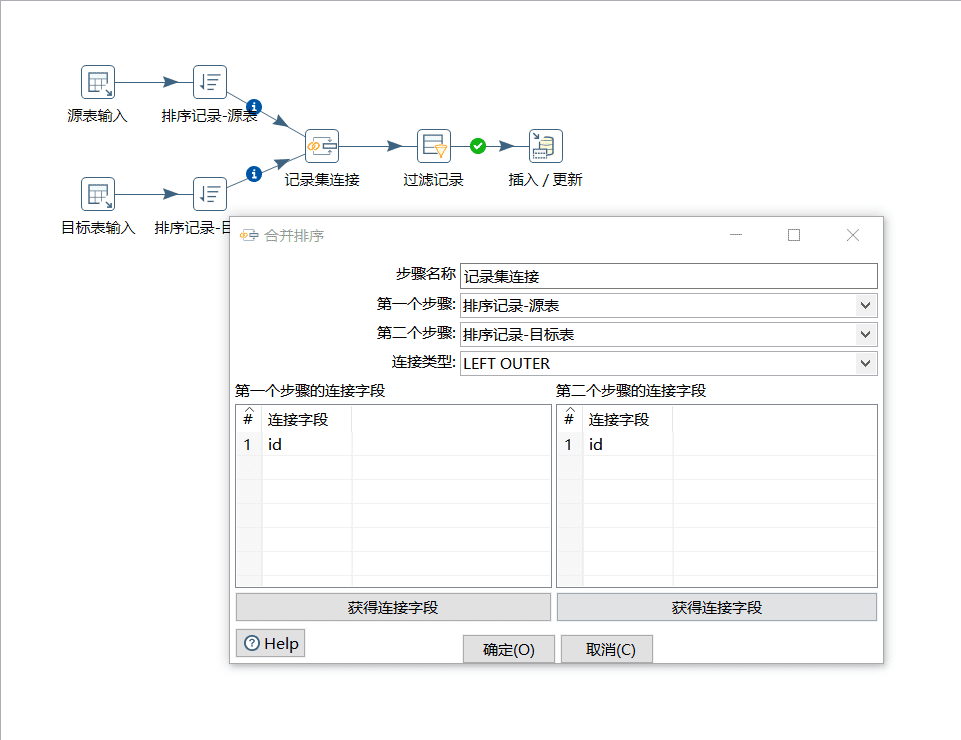 源表输入
排序记录-源表
记录集连接
过滤记录
插入 / 更新
目标表输入
排序记录-目
合并排序
步骤名称 记录集连接
第一个步骤: 排序记录-源表
第二个步骤: 排序记录-目标表
连接类型: LEFT OUTER
第一个步骤的连接字段
第二个步骤的连接字段
# 连接字段
1 id
# 连接字段
1 id
获得连接字段
获得连接字段
Help
确定(O)
取消(C)